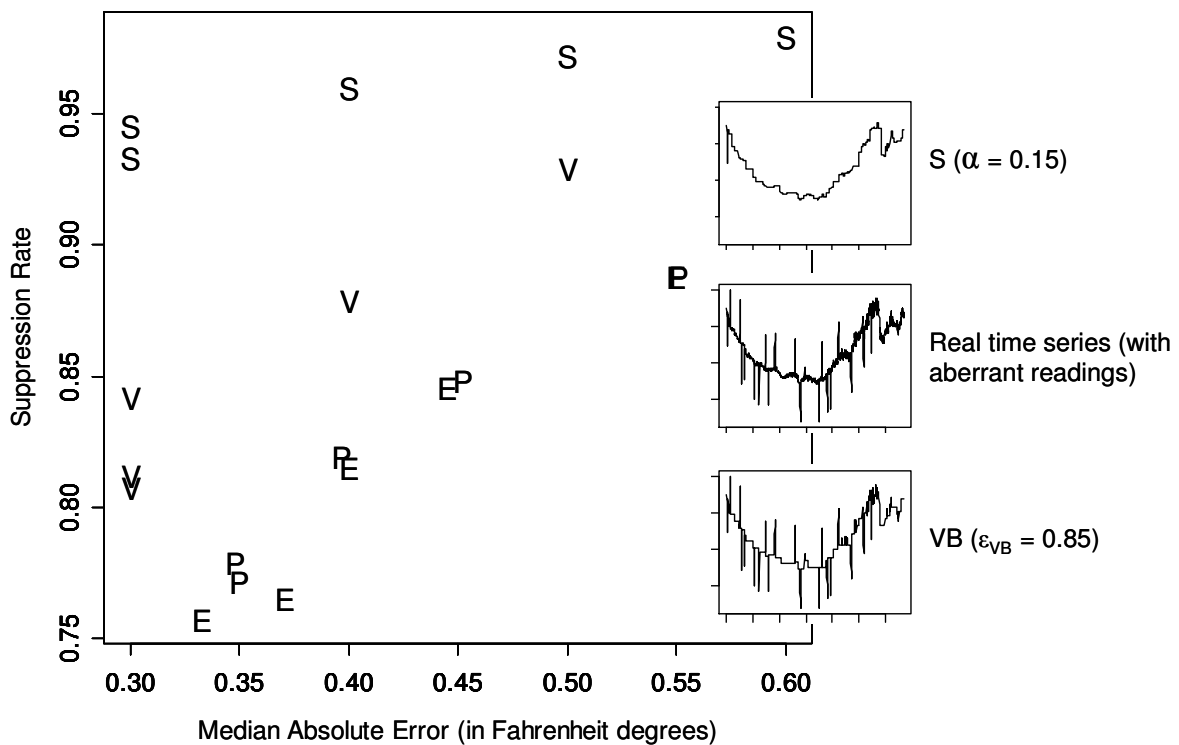 S
S
S
S
S
V
V
EP
E P
V
P
E
V
V
P
P
E
E
0.95
0.90
0.85
0.80
0.75
Suppression Rate
0.30 0.35 0.40 0.45 0.50 0.55 0.60
Median Absolute Error (in Fahrenheit degrees)
S (α = 0.15)
Real time series (with
aberrant readings)
VB (εVB = 0.85)